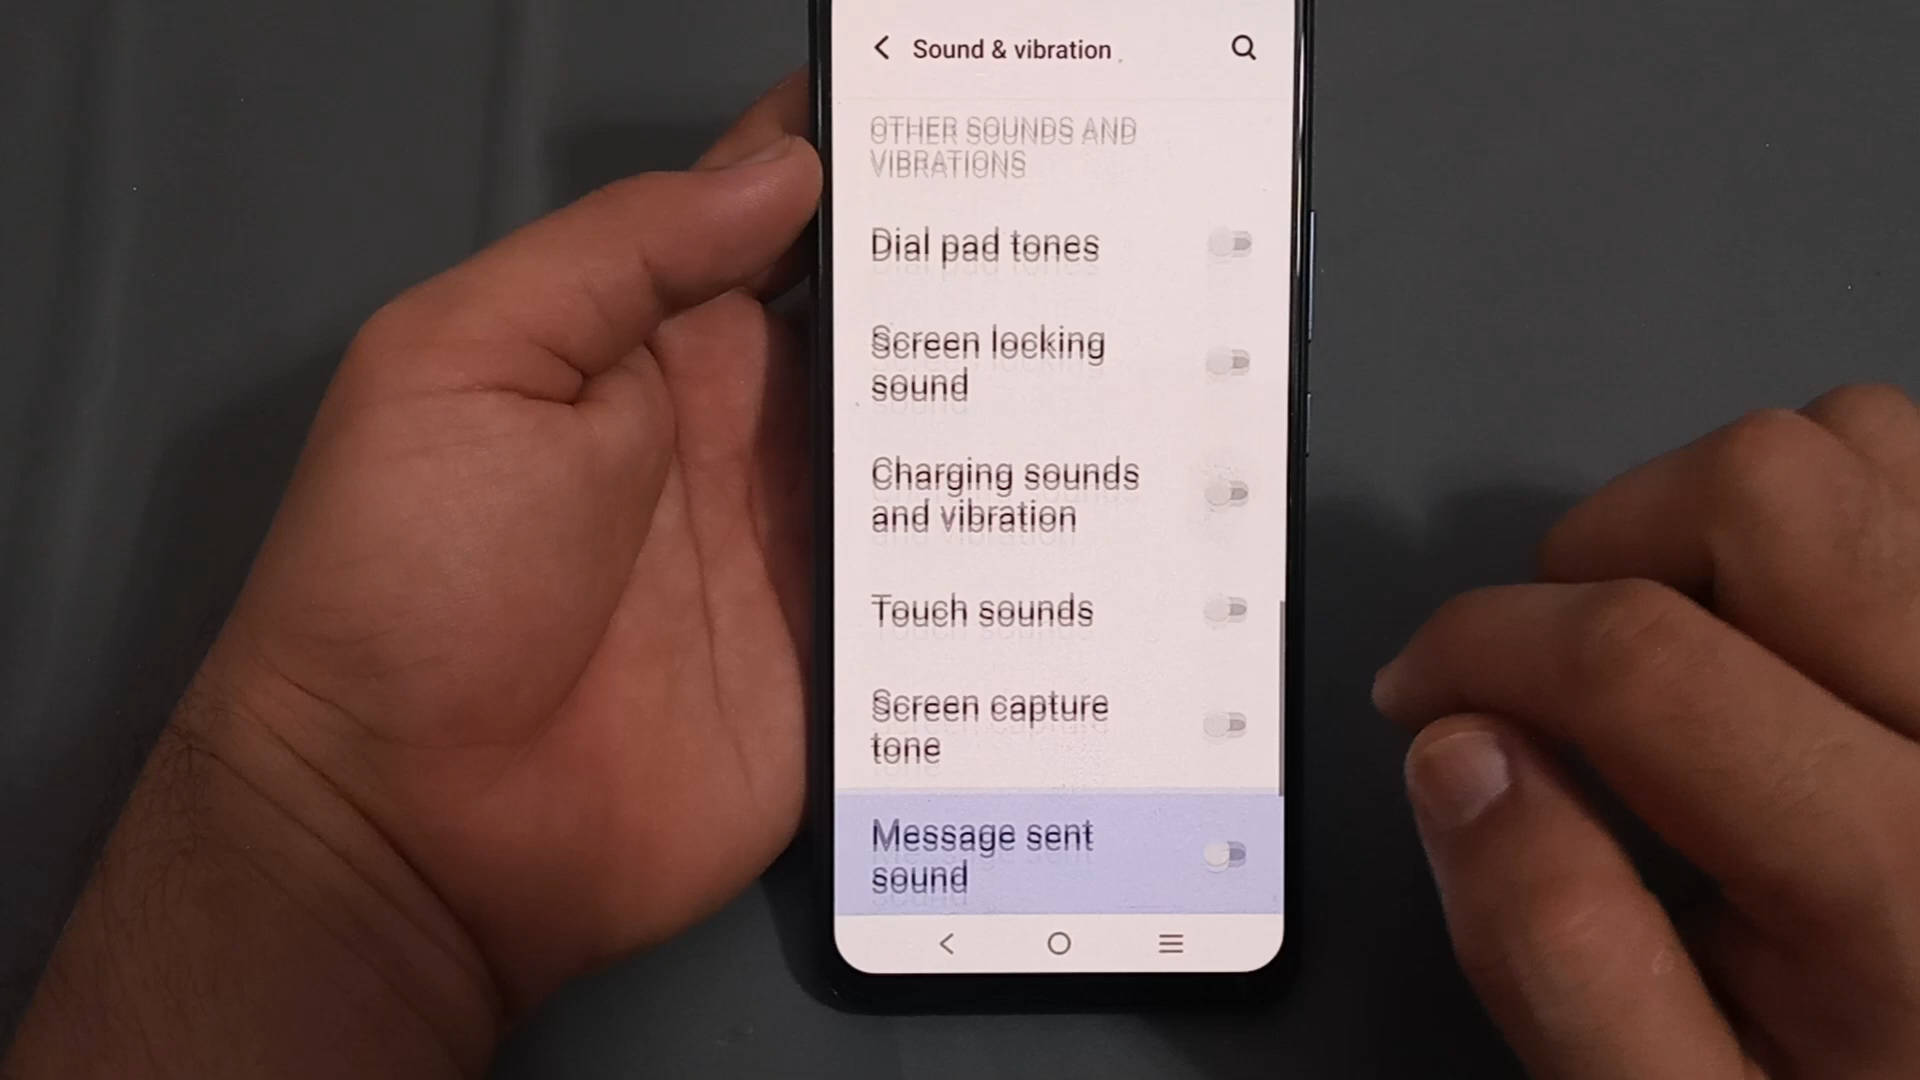 Sound & vibration
OTHER SOUNDS AND
VIBRATIONS
Dial pad tones
Screen locking
sound
Charging sounds
and vibration
Touch sounds
Screen capture
tone
Message sent
sound